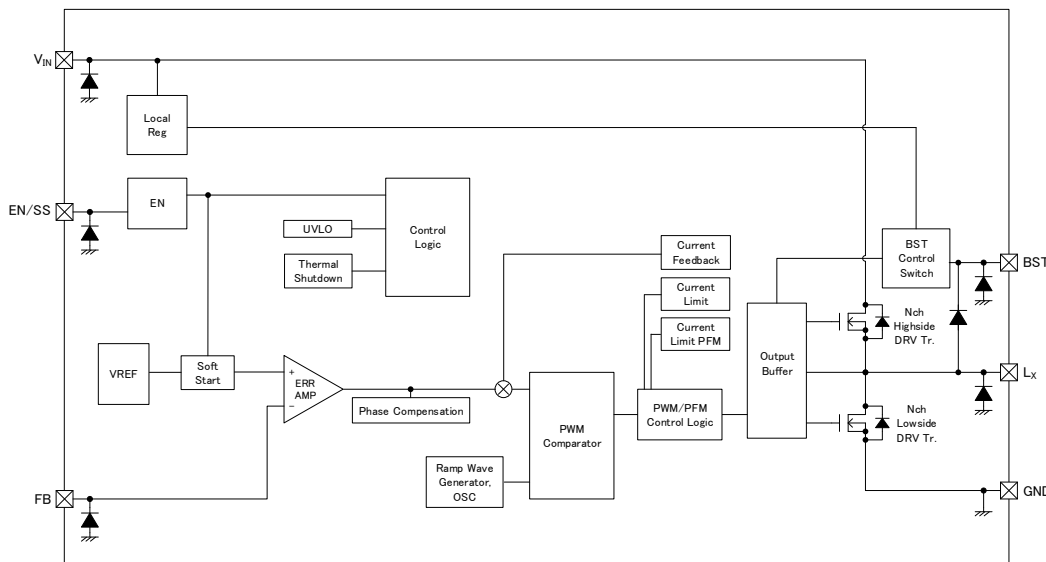 VIN
Local
Reg
EN/SS
EN
UVLO
Thermal
Shutdown
Control
Logic
Current
Feedback
Current
Limit
Current
Limit PFM
BST
Control
Switch
BST
Nch
Highside
DRV Tr.
Output
Buffer
VREF
Soft
Start
+
ERR
AMP
−
Phase Compensation
PWM
Comparator
PWM/PFM
Control Logic
LX
Nch
Lowside
DRV Tr.
Ramp Wave
Generator,
OSC
FB
GND